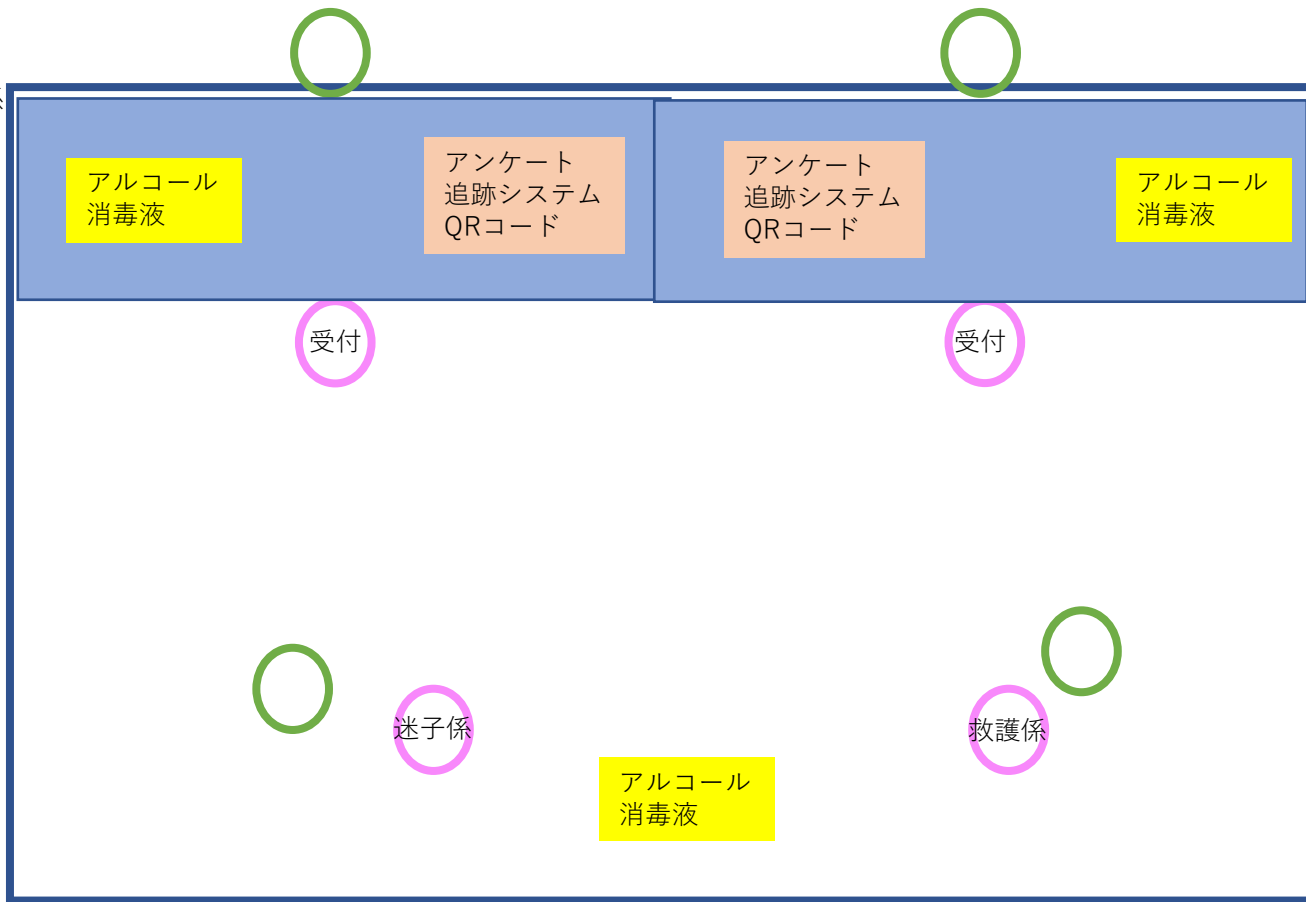 アルコール
消毒液
アンケート
追跡システム
QRコード
アンケート
追跡システム
QRコード
アルコール
消毒液
受付
受付
迷子係
救護係
アルコール
消毒液